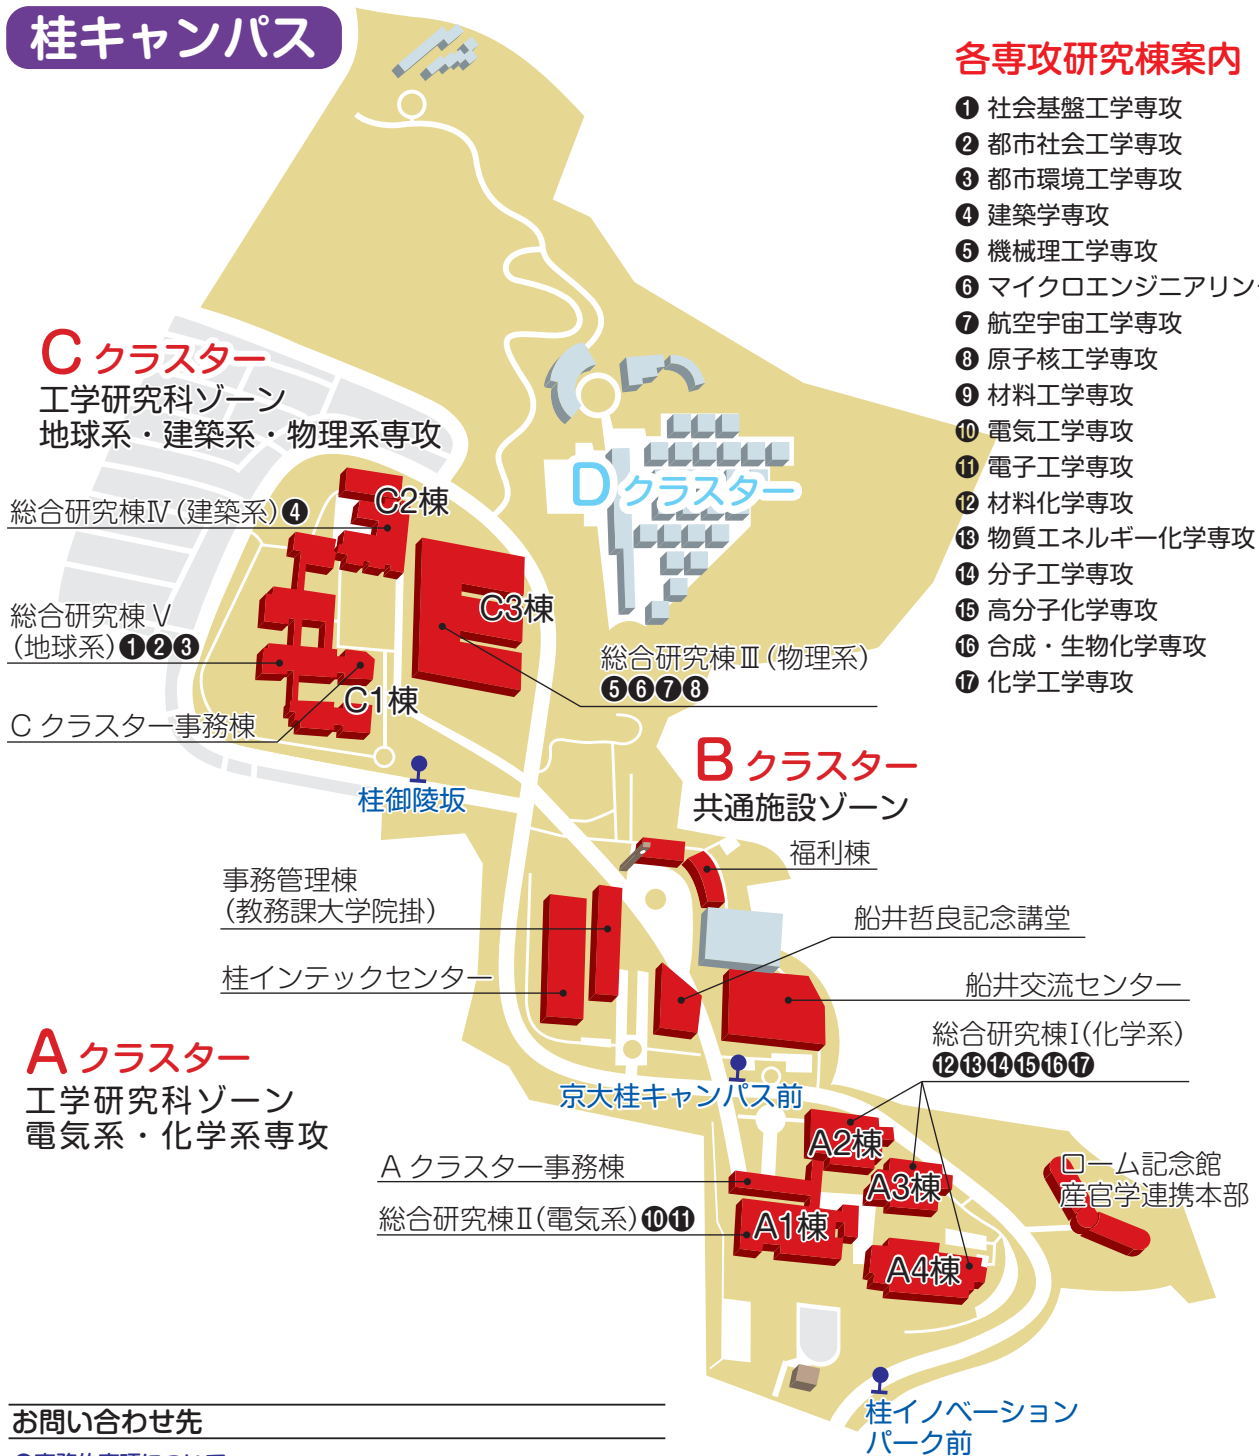 桂キャンパス
各専攻研究棟案内
❶ 社会基盤工学専攻
❷ 都市社会工学専攻
❸ 都市環境工学専攻
❹ 建築学専攻
❺ 機械理工学専攻
❻ マイクロエンジニアリン
❼ 航空宇宙工学専攻
❽ 原子核工学専攻
❾ 材料工学専攻
❿ 電気工学専攻
⓫ 電子工学専攻
⓬ 材料化学専攻
⓭ 物質エネルギー化学専攻
⓮ 分子工学専攻
⓯ 高分子化学専攻
⓰ 合成・生物化学専攻
⓱ 化学工学専攻
C クラスター
工学研究科ゾーン
地球系・建築系・物理系専攻
D クラスター
C2棟
総合研究棟Ⅳ(建築系)❹
C3棟
総合研究棟Ⅴ
(地球系)❶❷❸
総合研究棟Ⅲ(物理系)
❺❻❼❽
C1棟
C クラスター事務棟
桂御陵坂
B クラスター
共通施設ゾーン
福利棟
事務管理棟
(教務課大学院掛)
船井哲良記念講堂
桂インテックセンター
船井交流センター
A クラスター
工学研究科ゾーン
電気系・化学系専攻
総合研究棟Ⅰ(化学系)
⓬⓭⓮⓯⓰⓱
京大桂キャンパス前
A2棟
A クラスター事務棟
A3棟
ローム記念館
産官学連携本部
総合研究棟Ⅱ(電気系)❿⓫
A1棟
A4棟
桂イノベーション
パーク前
お問い合わせ先